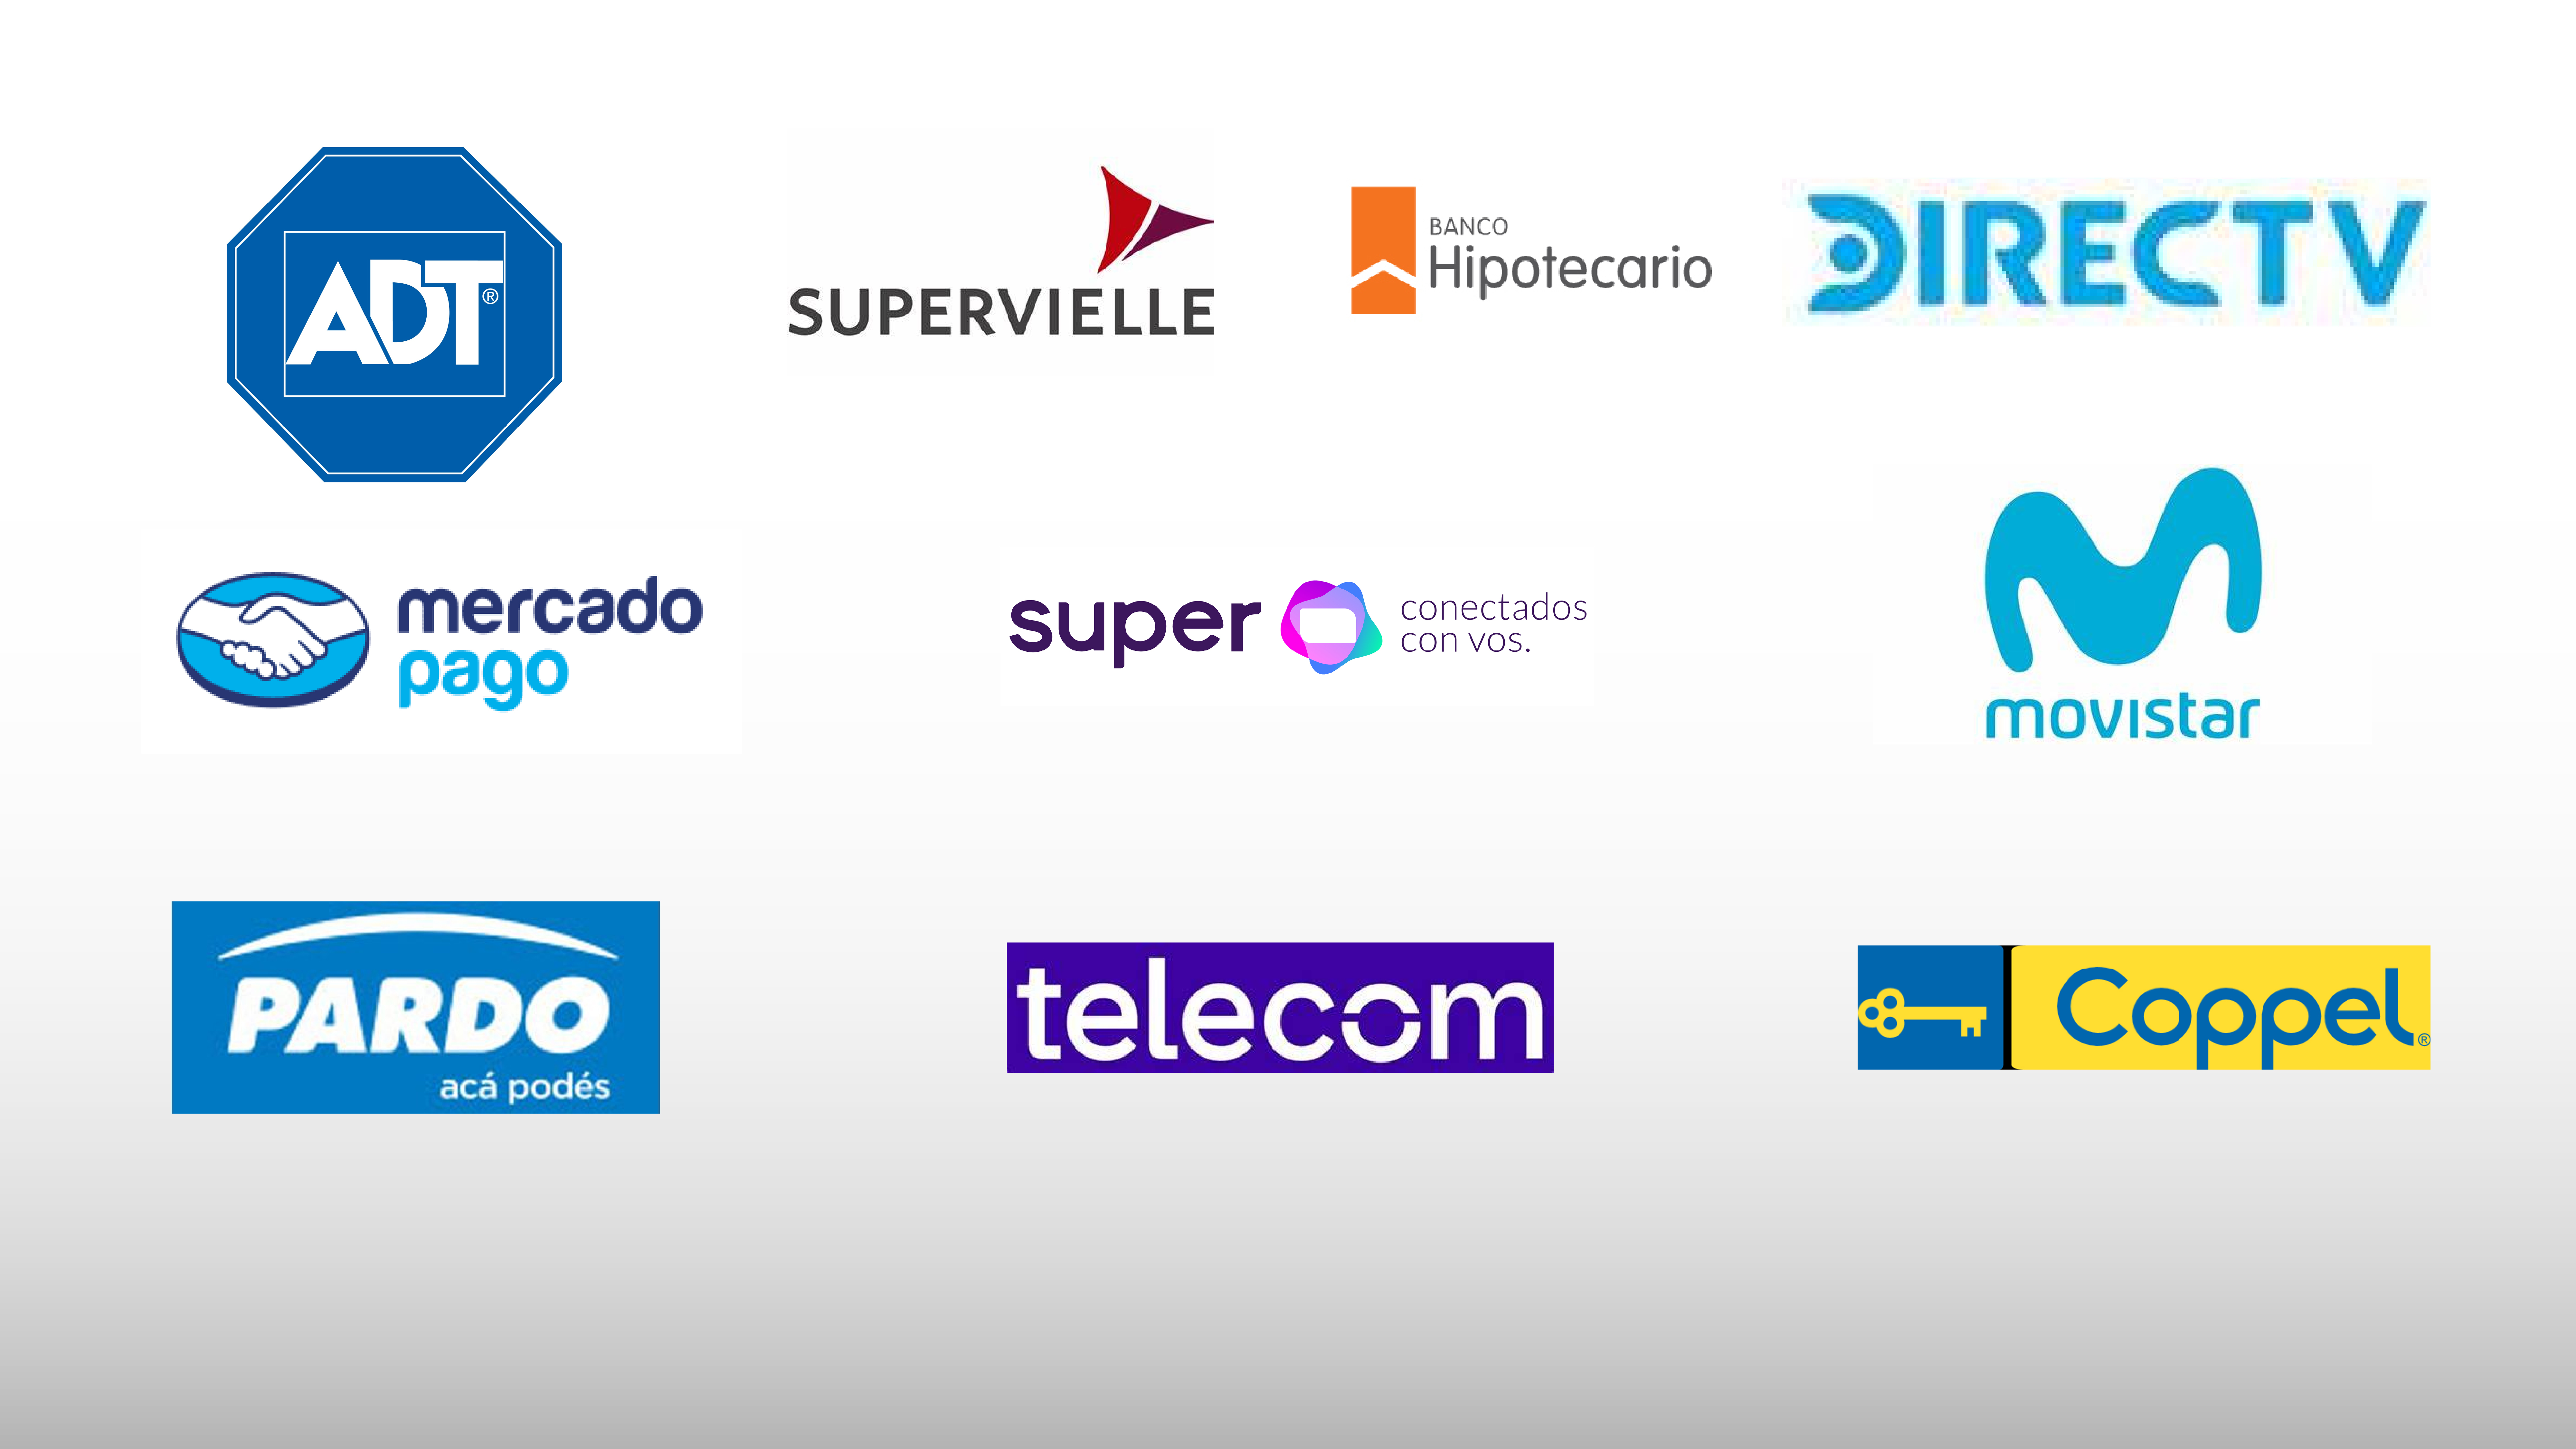 ADT®
SUPERVIELLE
BANCO
Hipotecario
DIRECTV
mercado
pago
super
conectados
con vos.
movistar
PARDO
acá podés
telecom
Coppel®